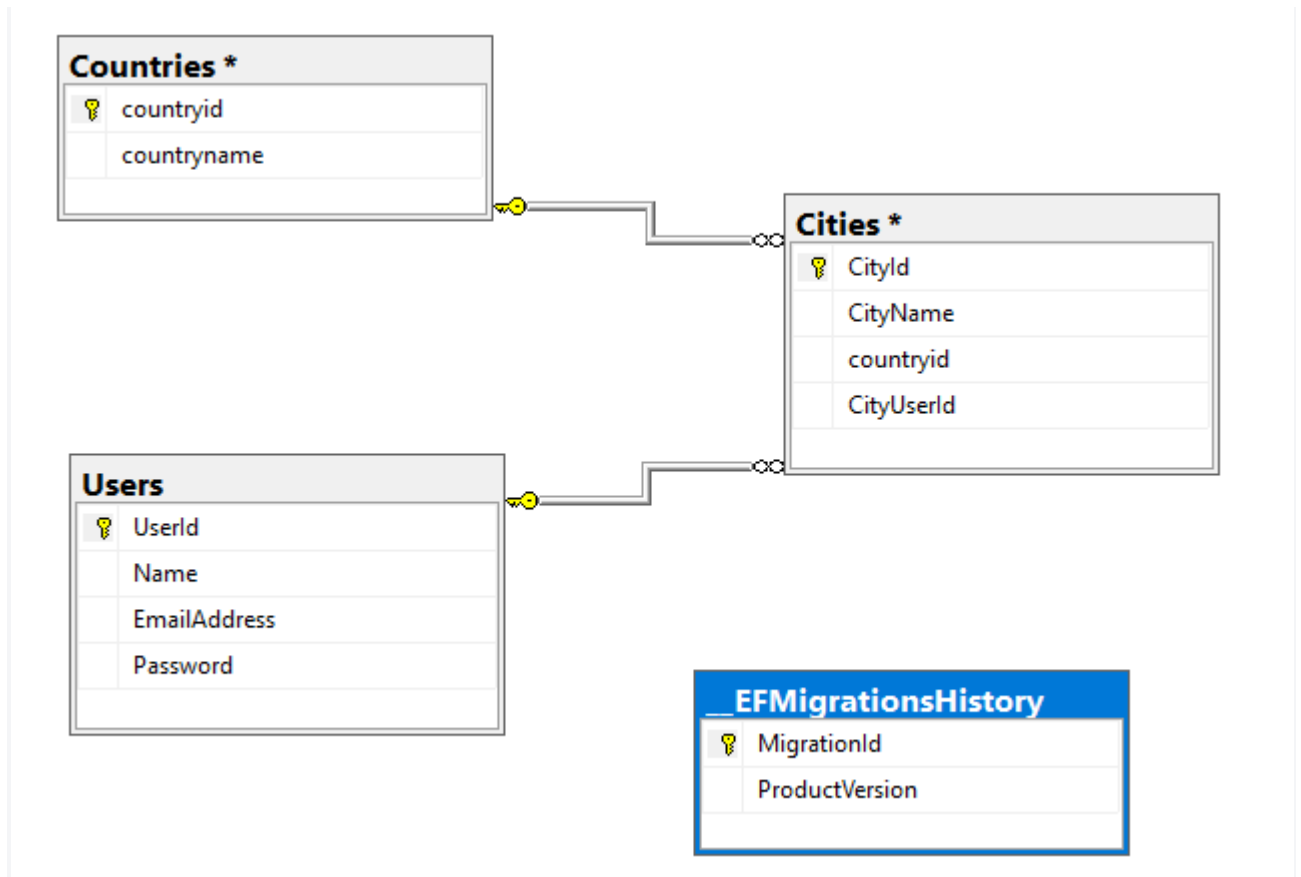 Countries *
countryid
countryname
Cities *
CityId
CityName
countryid
CityUserId
Users
UserId
Name
EmailAddress
Password
__EFMigrationsHistory
MigrationId
ProductVersion